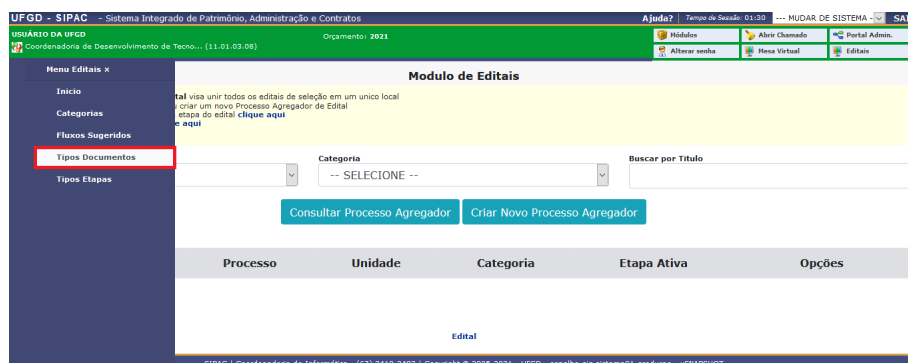 UFGD - SIPAC - Sistema Integrado de Patrimônio, Administração e Contratos
Ajuda? Tempo de Sessão: 01:30 --- MUDAR DE SISTEMA - SAI
USUÁRIO DA UFGD Orçamento: 2021 Módulos Abrir Chamado Portal Admin.
Coordenadoria de Desenvolvimento de Tecno... (11.01.03.08) Alterar senha Mesa Virtual Editais
Menu Editais ×
Inicio
Categorias
Fluxos Sugeridos
Tipos Documentos
Tipos Etapas
Modulo de Editais
tal visa unir todos os editais de seleção em um unico local
criar um novo Processo Agregador de Edital
etapa do edital clique aqui
e aqui
Categoria Buscar por Titulo
-- SELECIONE --
Consultar Processo Agregador Criar Novo Processo Agregador
Processo Unidade Categoria Etapa Ativa Opções
Edital